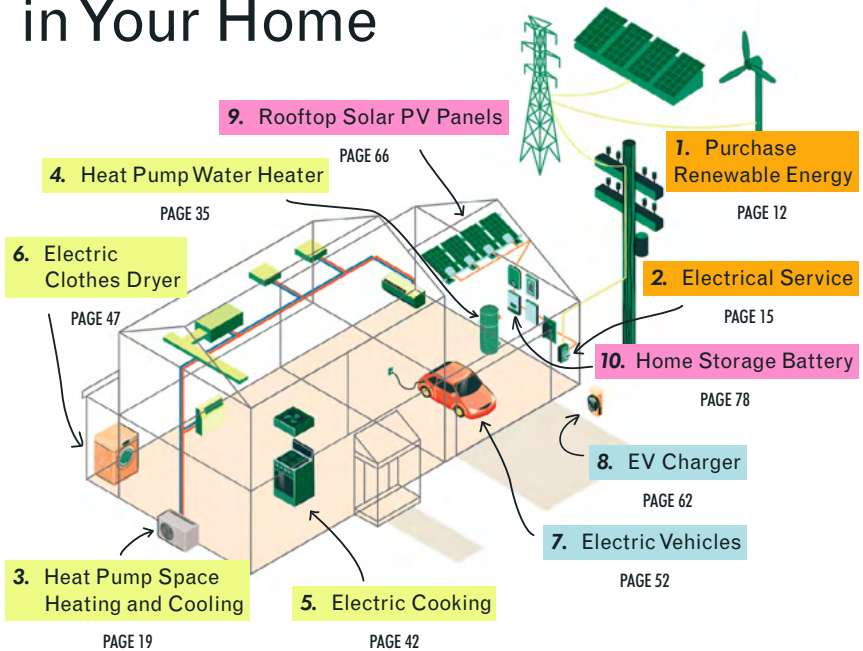 in Your Home
9. Rooftop Solar PV Panels
PAGE 66
1. Purchase
Renewable Energy
PAGE 12
4. Heat Pump Water Heater
PAGE 35
6. Electric
Clothes Dryer
PAGE 47
2. Electrical Service
PAGE 15
10. Home Storage Battery
PAGE 78
8. EV Charger
PAGE 62
7. Electric Vehicles
PAGE 52
3. Heat Pump Space
Heating and Cooling
PAGE 19
5. Electric Cooking
PAGE 42